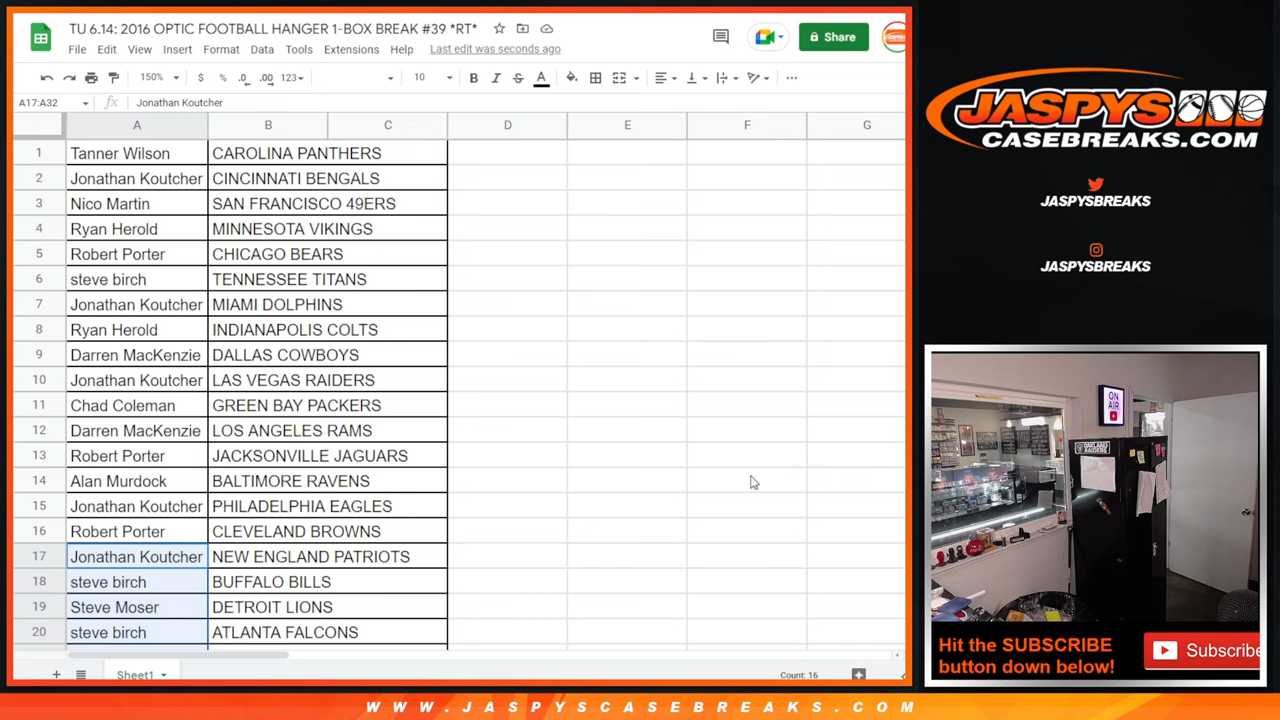 TU 6.14: 2016 OPTIC FOOTBALL HANGER 1-BOX BREAK #39 *RT*
File Edit View Insert Format Data Tools Extensions Help Last edit was seconds ago
Share
150% $ % .0 .00 123 10 B I S A
A17:A32 fx Jonathan Koutcher
A B C D E F G
1 Tanner Wilson CAROLINA PANTHERS
2 Jonathan Koutcher CINCINNATI BENGALS
3 Nico Martin SAN FRANCISCO 49ERS
4 Ryan Herold MINNESOTA VIKINGS
5 Robert Porter CHICAGO BEARS
6 steve birch TENNESSEE TITANS
7 Jonathan Koutcher MIAMI DOLPHINS
8 Ryan Herold INDIANAPOLIS COLTS
9 Darren MacKenzie DALLAS COWBOYS
10 Jonathan Koutcher LAS VEGAS RAIDERS
11 Chad Coleman GREEN BAY PACKERS
12 Darren MacKenzie LOS ANGELES RAMS
13 Robert Porter JACKSONVILLE JAGUARS
14 Alan Murdock BALTIMORE RAVENS
15 Jonathan Koutcher PHILADELPHIA EAGLES
16 Robert Porter CLEVELAND BROWNS
17 Jonathan Koutcher NEW ENGLAND PATRIOTS
18 steve birch BUFFALO BILLS
19 Steve Moser DETROIT LIONS
20 steve birch ATLANTA FALCONS
Sheet1 Count: 16
JASPYS
CASEBREAKS.COM
JASPYSBREAKS
JASPYSBREAKS
ON
AIR
OAKLAND
RAIDERS
Hit the SUBSCRIBE
button down below!
Subscribe
WWW.JASPYSCASEBREAKS.COM